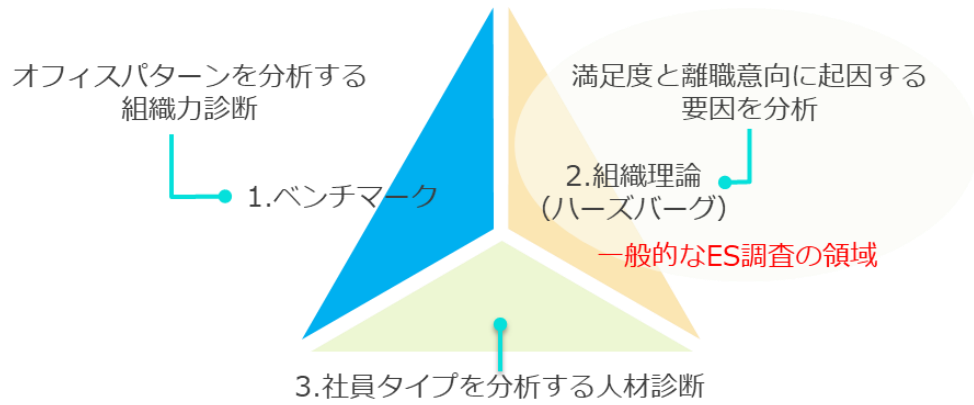 オフィスパターンを分析する
組織力診断
1.ベンチマーク
満足度と離職意向に起因する
要因を分析
2.組織理論
(ハーズバーグ)
一般的なES調査の領域
3.社員タイプを分析する人材診断